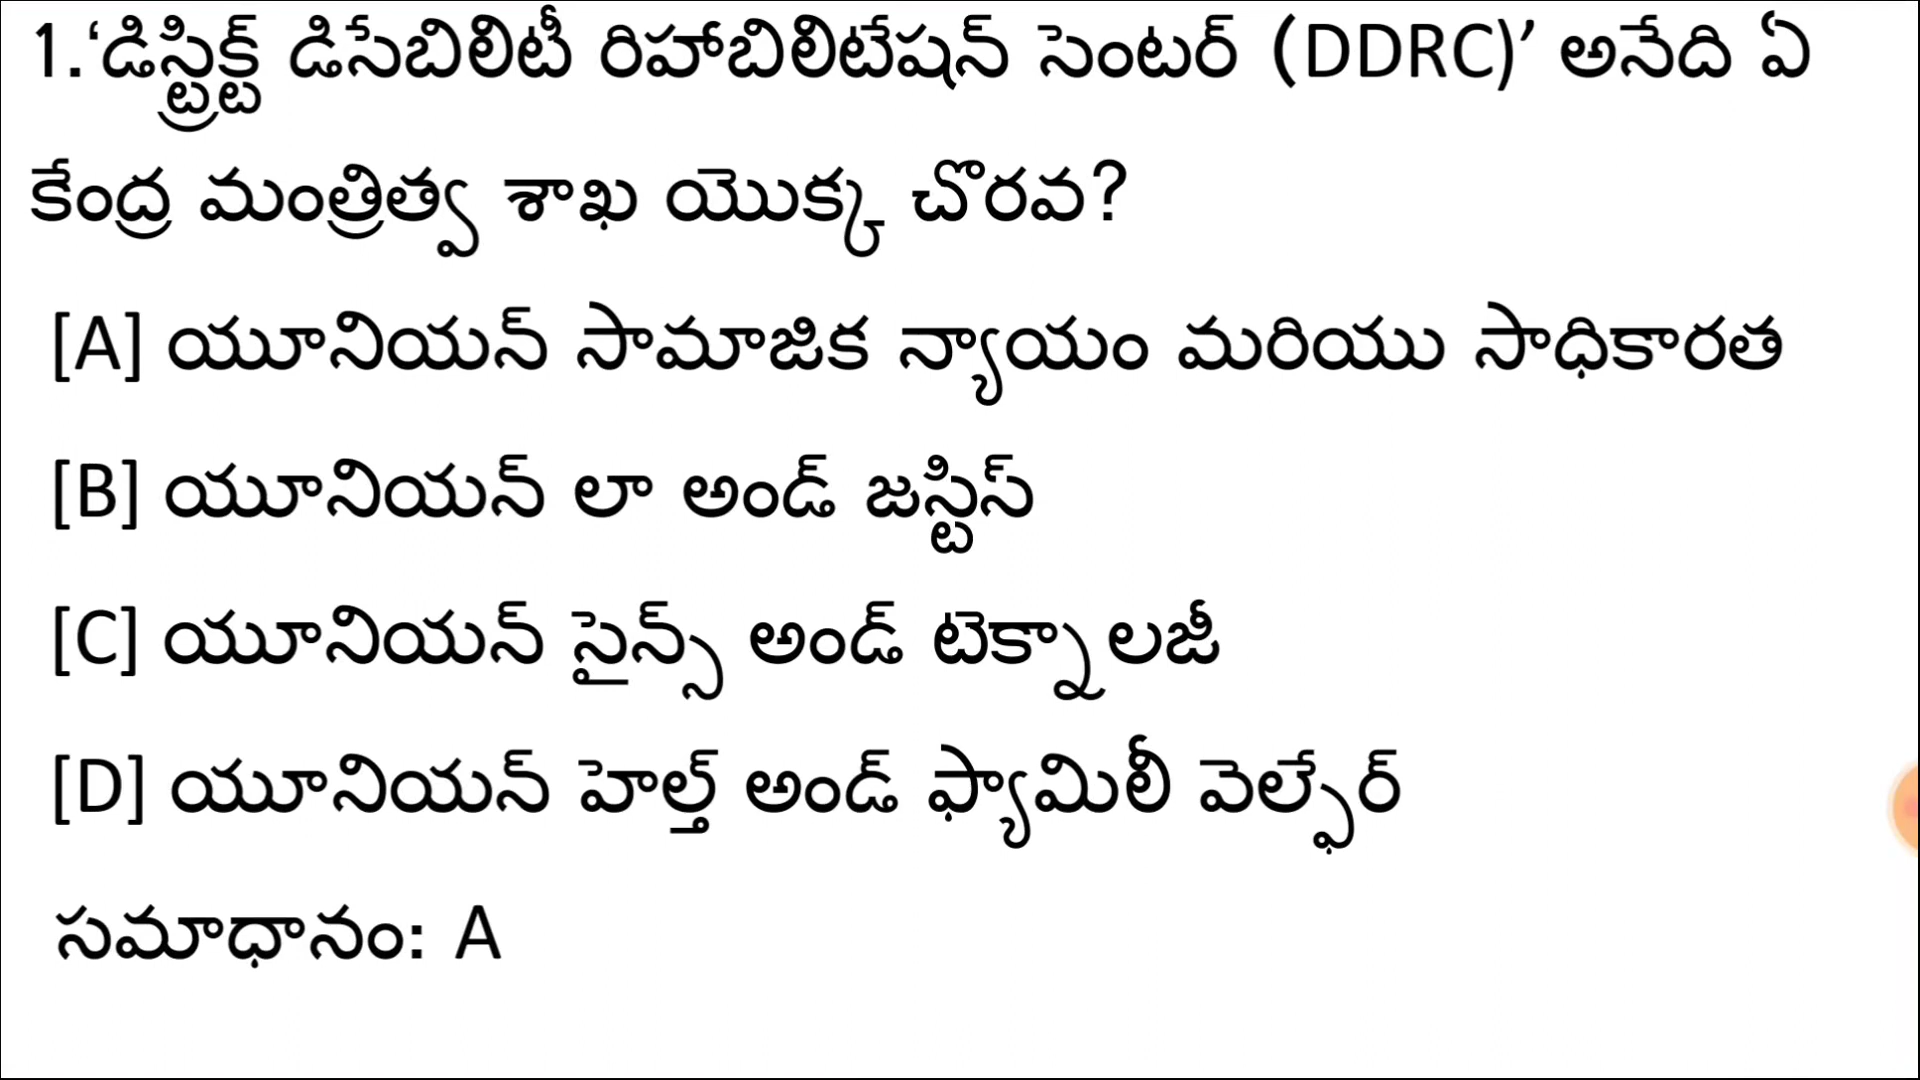 1.‘డిస్ట్రిక్ట్ డిసేబిలిటీ రిహాబిలిటేషన్ సెంటర్ (DDRC)’ అనేది ఏ
కేంద్ర మంత్రిత్వ శాఖ యొక్క చొరవ?
[A] యూనియన్ సామాజిక న్యాయం మరియు సాధికారత
[B] యూనియన్ లా అండ్ జస్టిస్
[C] యూనియన్ సైన్స్ అండ్ టెక్నాలజీ
[D] యూనియన్ హెల్త్ అండ్ ఫ్యామిలీ వెల్ఫేర్
సమాధానం: A